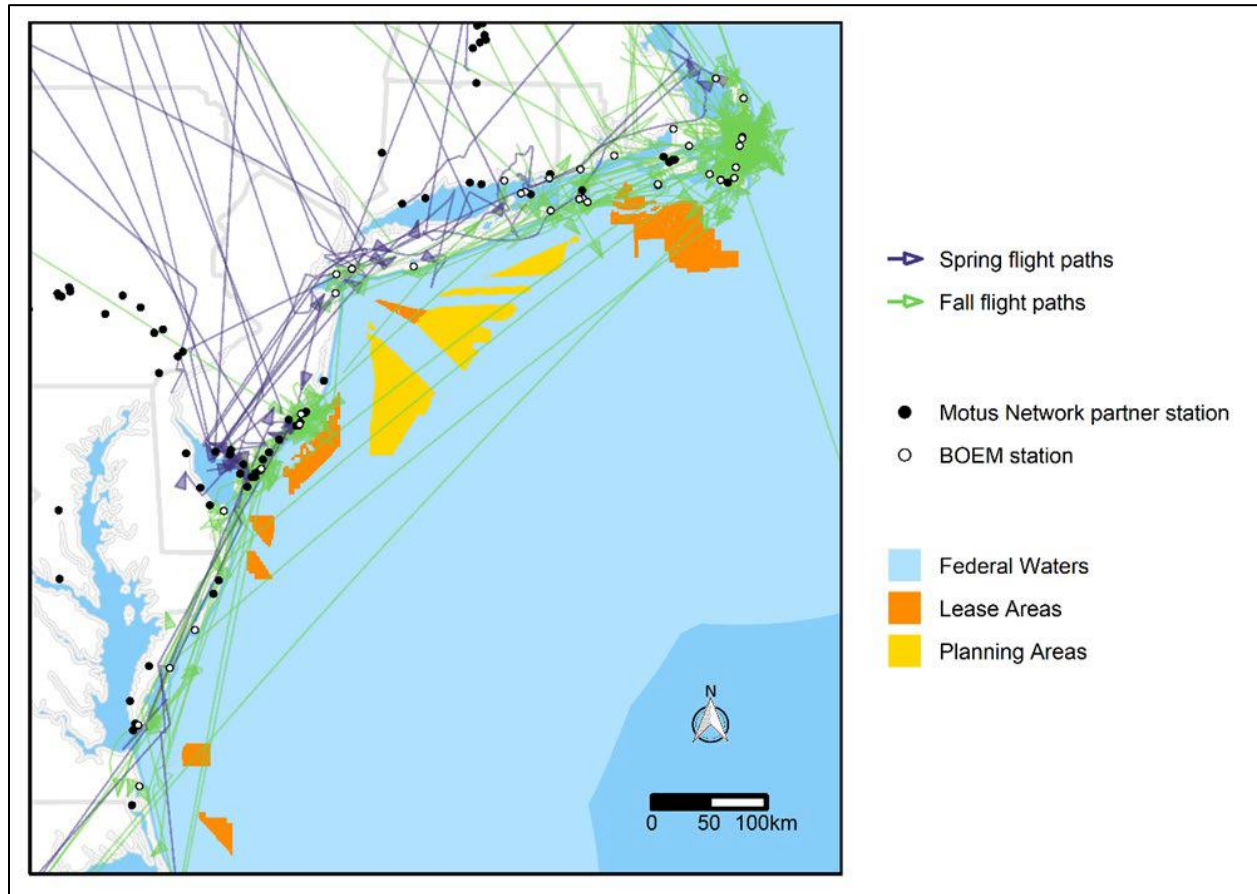 Spring flight paths
Fall flight paths
Motus Network partner station
BOEM station
Federal Waters
Lease Areas
Planning Areas
N
0 50 100km